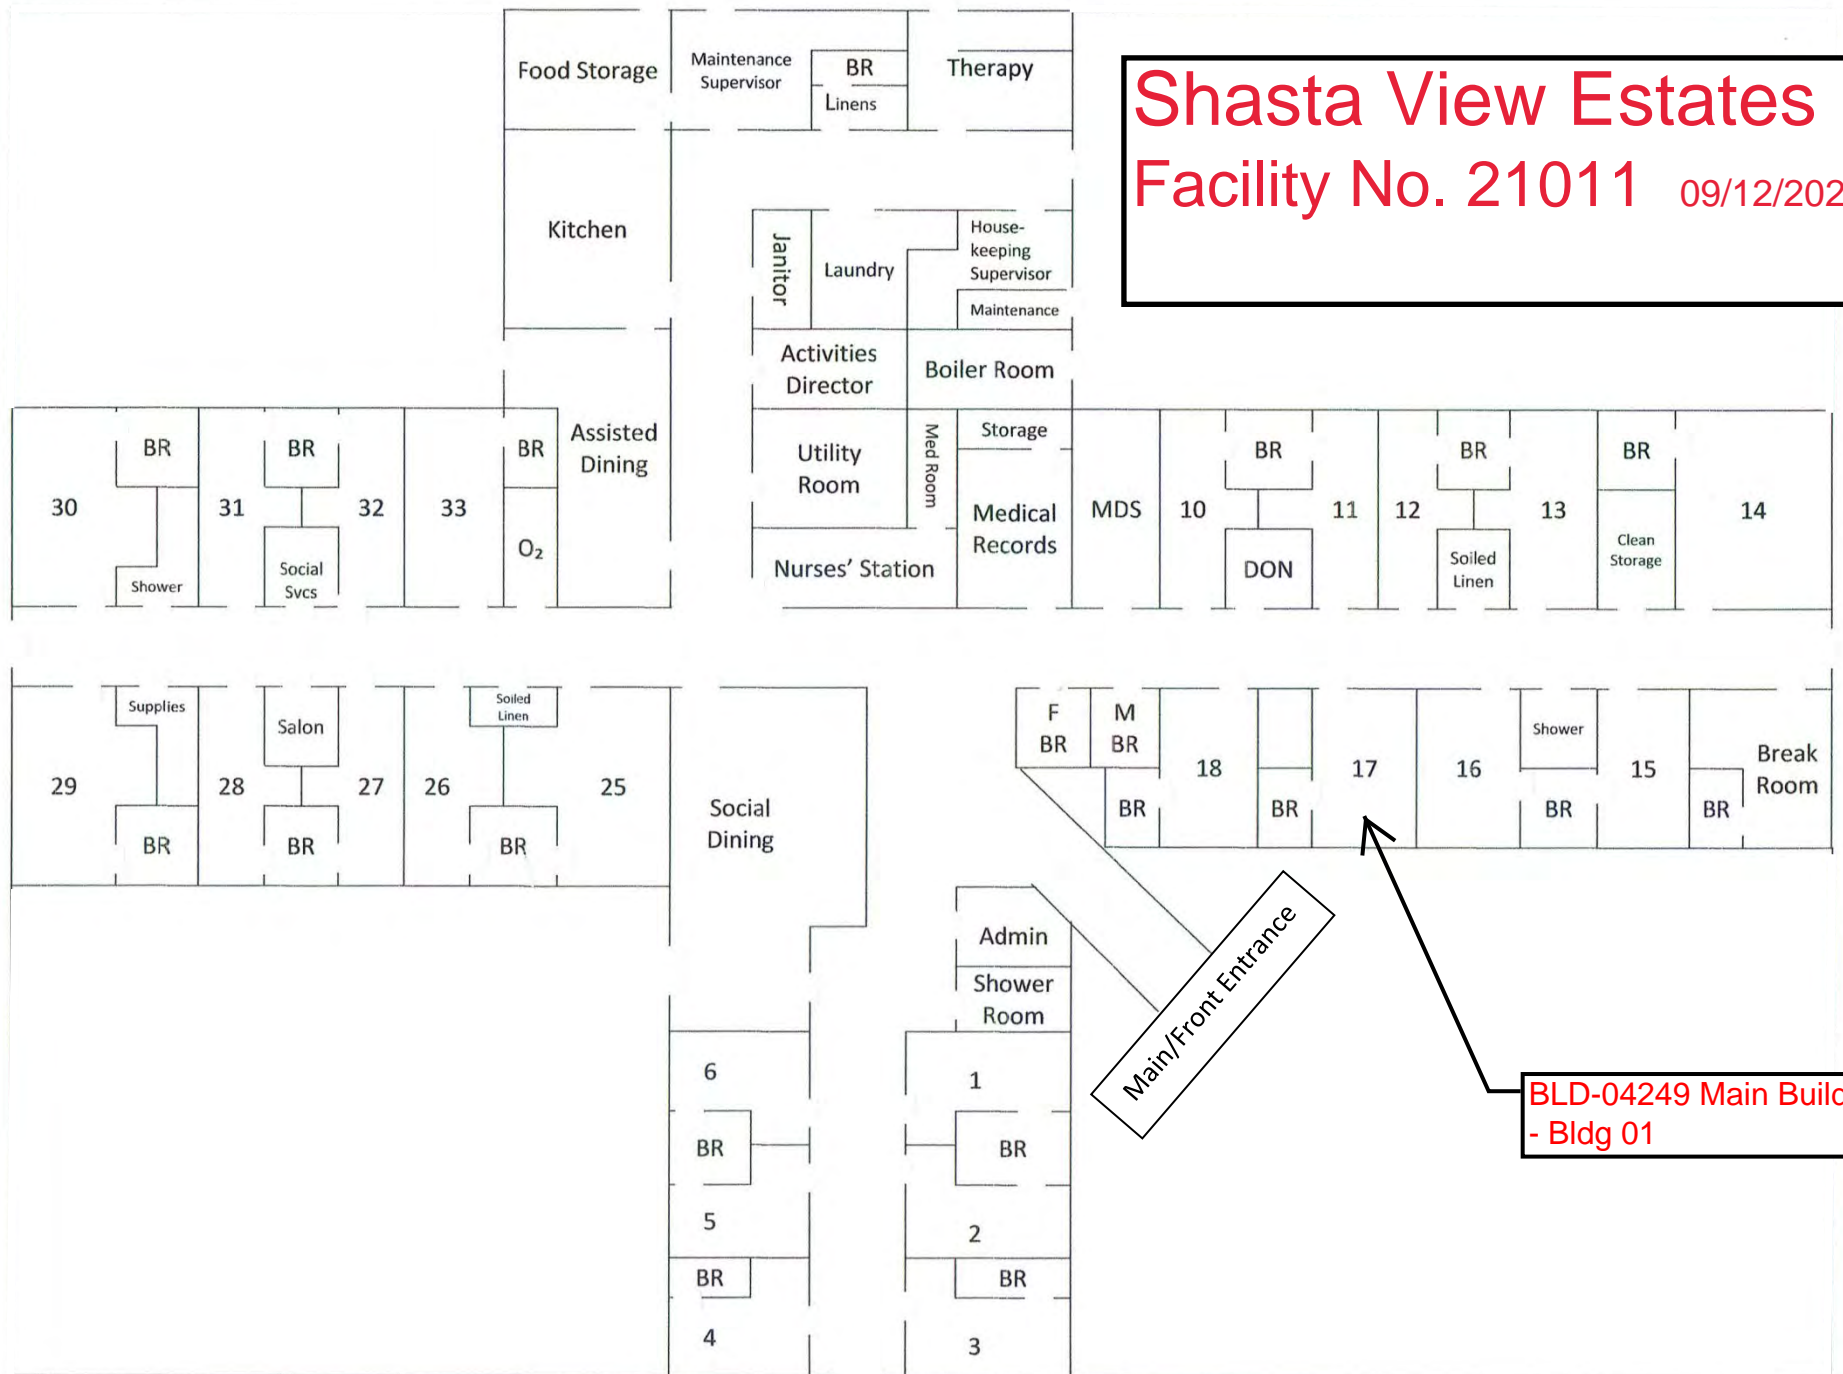 Food Storage
Maintenance
Supervisor
BR
Linens
Therapy
Shasta View Estates
Facility No. 21011 09/12/202
Kitchen
Janitor
Laundry
House-
keeping
Supervisor
Maintenance
Activities
Director
Boiler Room
30
BR
Shower
31
BR
Social
Svcs
32
33
BR
O₂
Assisted
Dining
Utility
Room
Med Room
Storage
Medical
Records
Nurses' Station
MDS
10
BR
DON
11
12
BR
Soiled
Linen
13
BR
Clean
Storage
14
29
Supplies
BR
28
Salon
BR
27
26
Soiled
Linen
BR
25
Social
Dining
F
BR
M
BR
BR
18
BR
17
16
Shower
BR
15
BR
Break
Room
Admin
Shower
Room
Main/Front Entrance
BLD-04249 Main Build
- Bldg 01
6
1
BR
BR
5
2
BR
BR
4
3